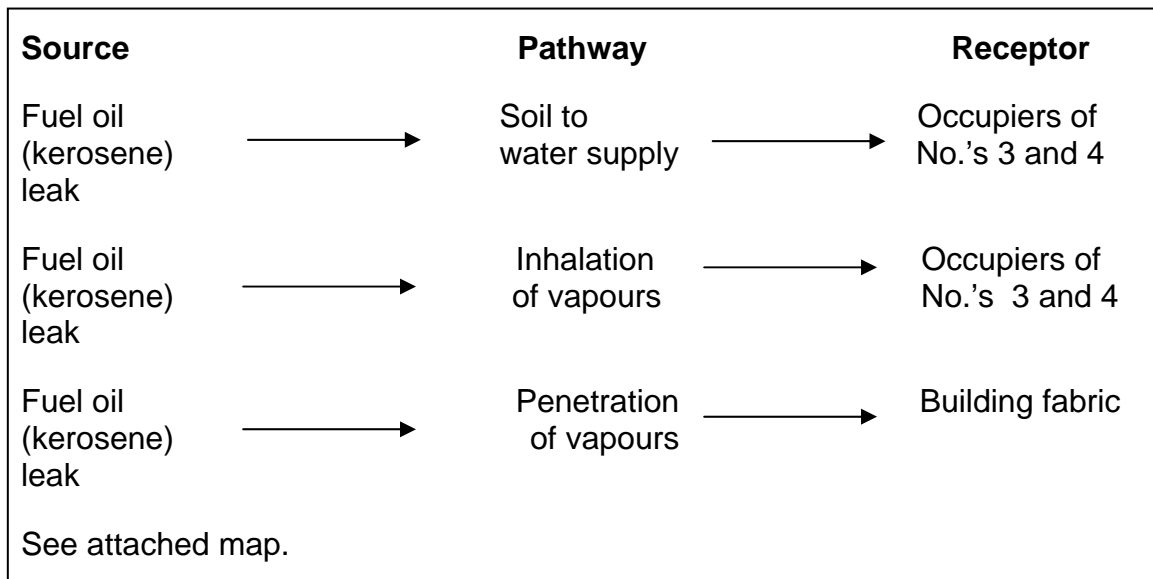 Source Pathway Receptor
Fuel oil
(kerosene)
leak
Soil to
water supply
Occupiers of
No.'s 3 and 4
Fuel oil
(kerosene)
leak
Inhalation
of vapours
Occupiers of
No.'s 3 and 4
Fuel oil
(kerosene)
leak
Penetration
of vapours
Building fabric
See attached map.